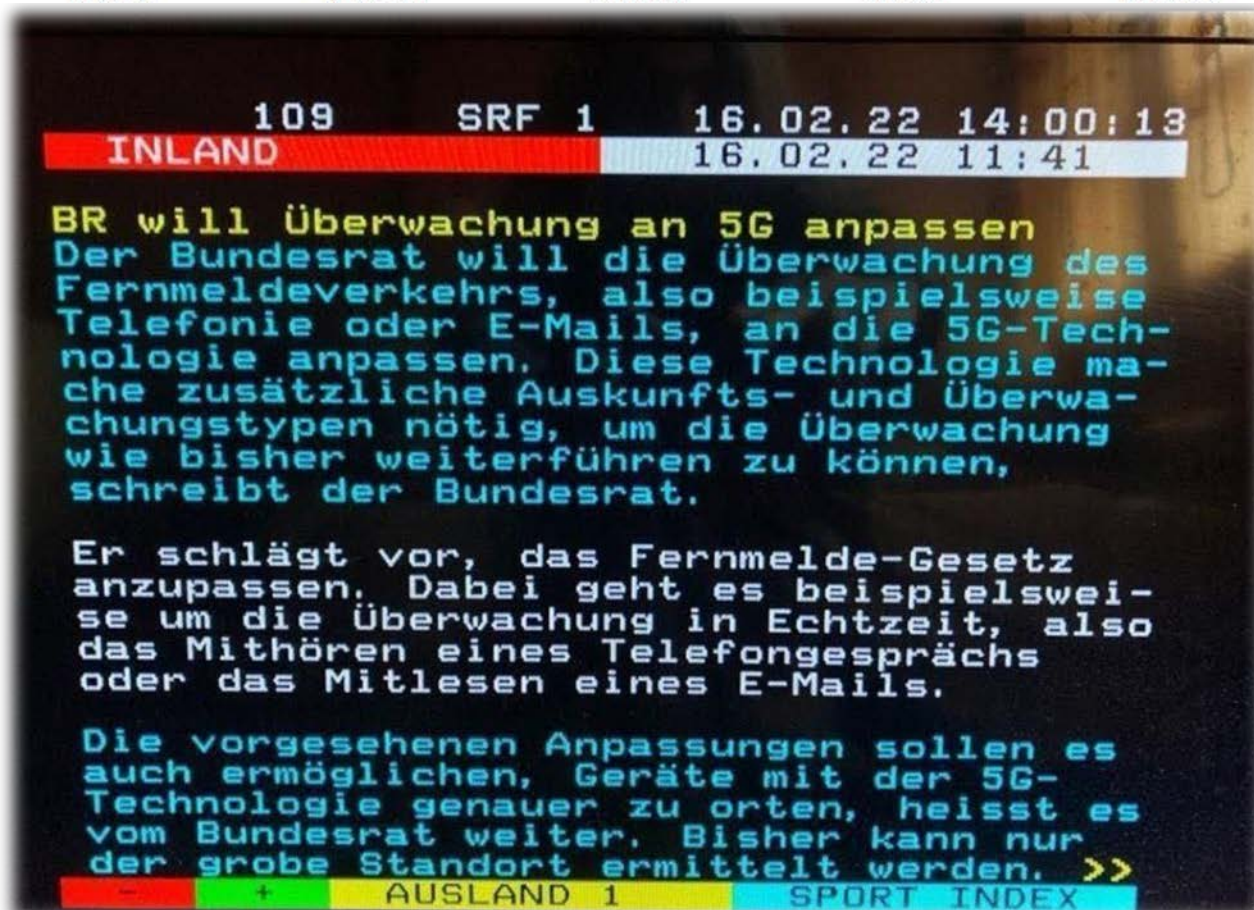 109 SRF 1 16.02.22 14:00:13
INLAND 16.02.22 11:41
BR will Überwachung an 5G anpassen
Der Bundesrat will die Überwachung des
Fernmeldeverkehrs, also beispielsweise
Telefonie oder E-Mails, an die 5G-Tech-
nologie anpassen. Diese Technologie ma-
che zusätzliche Auskunfts- und Überwa-
chungstypen nötig, um die Überwachung
wie bisher weiterführen zu können,
schreibt der Bundesrat.
Er schlägt vor, das Fernmelde-Gesetz
anzupassen. Dabei geht es beispielswei-
se um die Überwachung in Echtzeit, also
das Mithören eines Telefongesprächs
oder das Mitlesen eines E-Mails.
Die vorgesehenen Anpassungen sollen es
auch ermöglichen, Geräte mit der 5G-
Technologie genauer zu orten, heisst es
vom Bundesrat weiter. Bisher kann nur
der grobe Standort ermittelt werden. >>
- + AUSLAND 1 SPORT INDEX